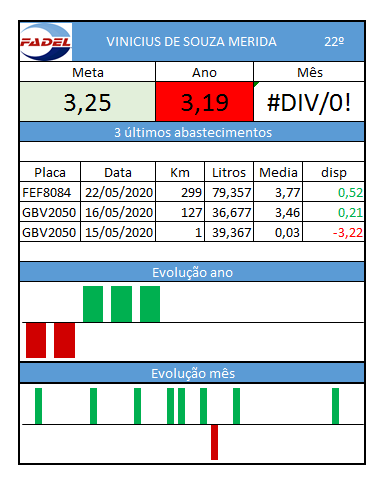 FADEL VINICIUS DE SOUZA MERIDA 22º
Meta Ano Mês
3,25 3,19 #DIV/0!
3 últimos abastecimentos
Placa Data Km Litros Media disp
FEF8084 22/05/2020 299 79,357 3,77 0,52
GBV2050 16/05/2020 127 36,677 3,46 0,21
GBV2050 15/05/2020 1 39,367 0,03 -3,22
Evolução ano
Evolução mês